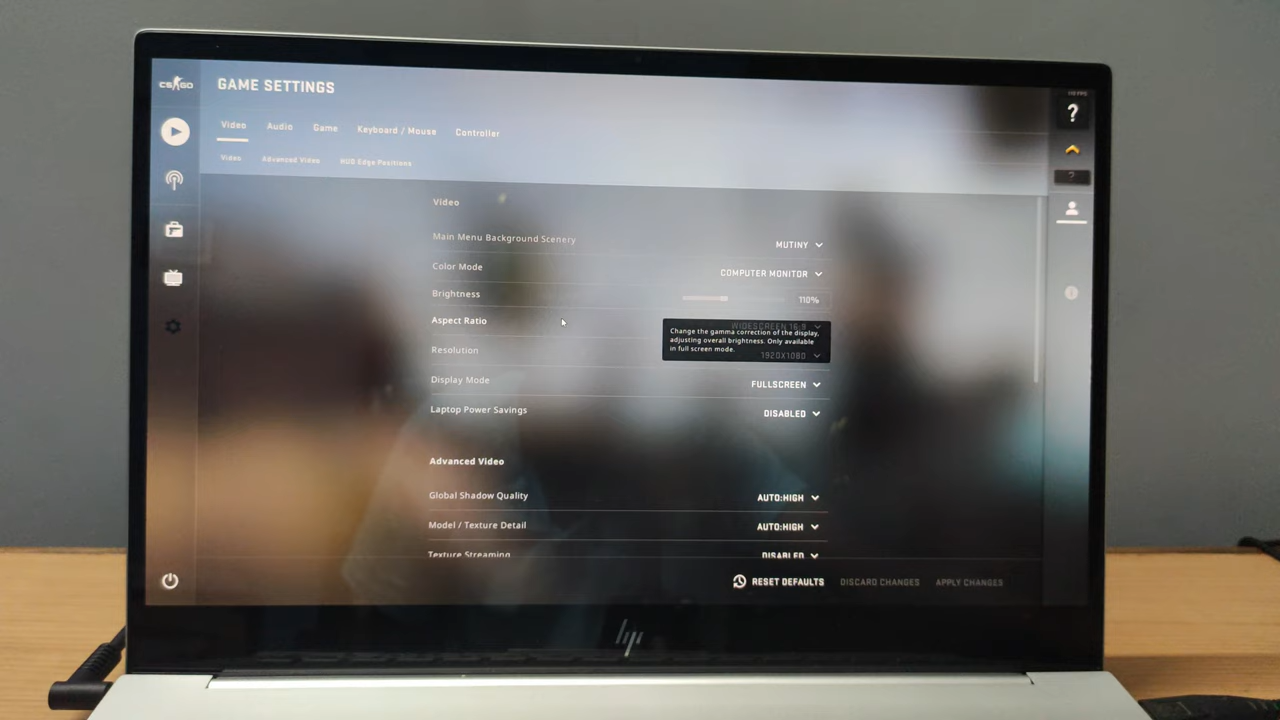 CS:GO
GAME SETTINGS
Video Audio Game Keyboard / Mouse Controller
Video Advanced Video HUD Edge Positions
Video
Main Menu Background Scenery MUTINY
Color Mode COMPUTER MONITOR
Brightness 110%
Aspect Ratio WIDESCREEN 16:9
Change the gamma correction of the display,
adjusting overall brightness. Only available
in full screen mode.
Resolution 1920X1080
Display Mode FULLSCREEN
Laptop Power Savings DISABLED
Advanced Video
Global Shadow Quality AUTO:HIGH
Model / Texture Detail AUTO:HIGH
Texture Streaming DISABLED
RESET DEFAULTS DISCARD CHANGES APPLY CHANGES
?
?
hp